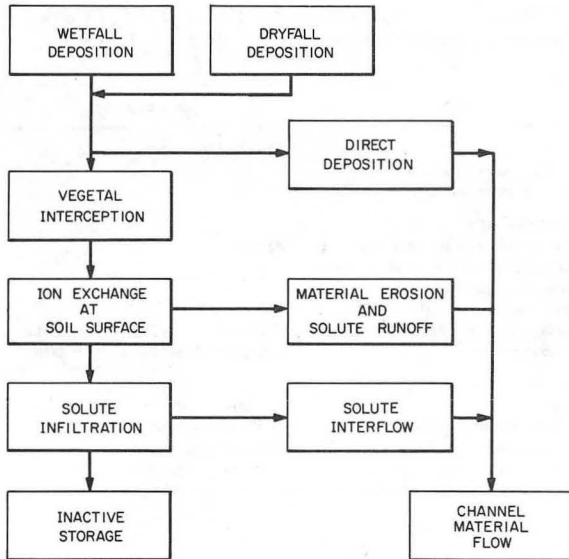 WETFALL
DEPOSITION
DRYFALL
DEPOSITION
DIRECT
DEPOSITION
VEGETAL
INTERCEPTION
ION EXCHANGE
AT
SOIL SURFACE
MATERIAL EROSION
AND
SOLUTE RUNOFF
SOLUTE
INFILTRATION
SOLUTE
INTERFLOW
INACTIVE
STORAGE
CHANNEL
MATERIAL
FLOW